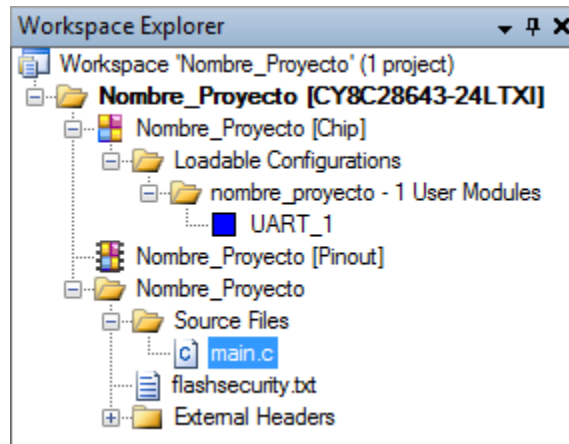 Workspace Explorer
Workspace 'Nombre_Proyecto' (1 project)
Nombre_Proyecto [CY8C28643-24LTXI]
Nombre_Proyecto [Chip]
Loadable Configurations
nombre_proyecto - 1 User Modules
UART_1
Nombre_Proyecto [Pinout]
Nombre_Proyecto
Source Files
main.c
flashsecurity.txt
External Headers